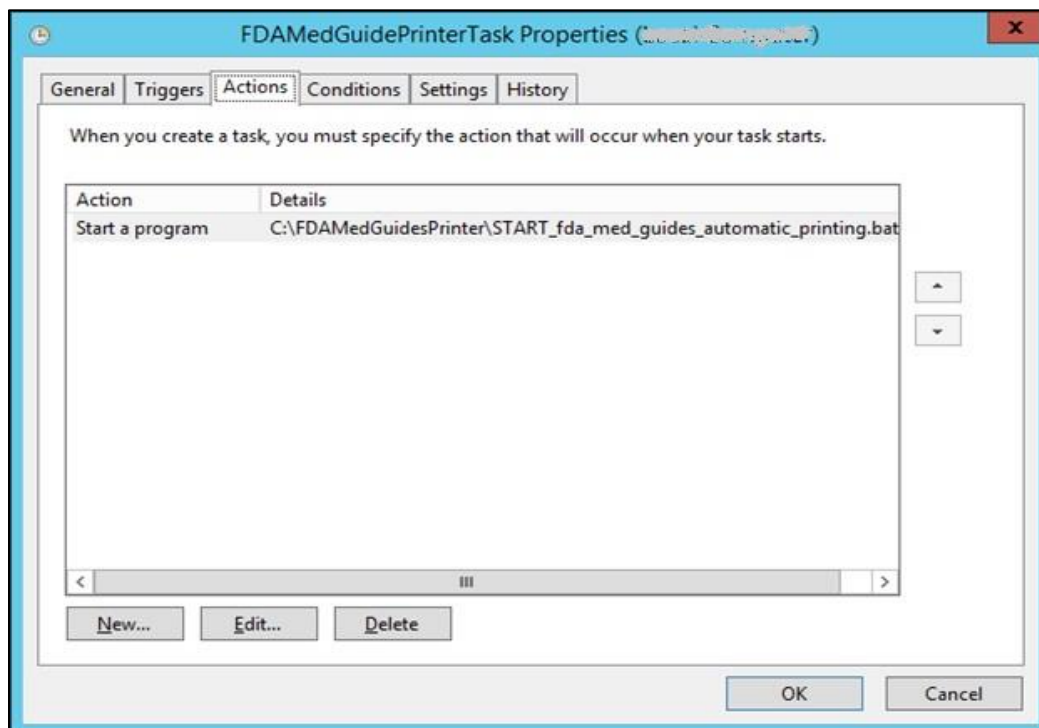 FDAMedGuidePrinterTask Properties (
x
General Triggers Actions Conditions Settings History
When you create a task, you must specify the action that will occur when your task starts.
Action Details
Start a program C:\FDAMedGuidesPrinter\START_fda_med_guides_automatic_printing.bat
New... Edit... Delete
OK Cancel